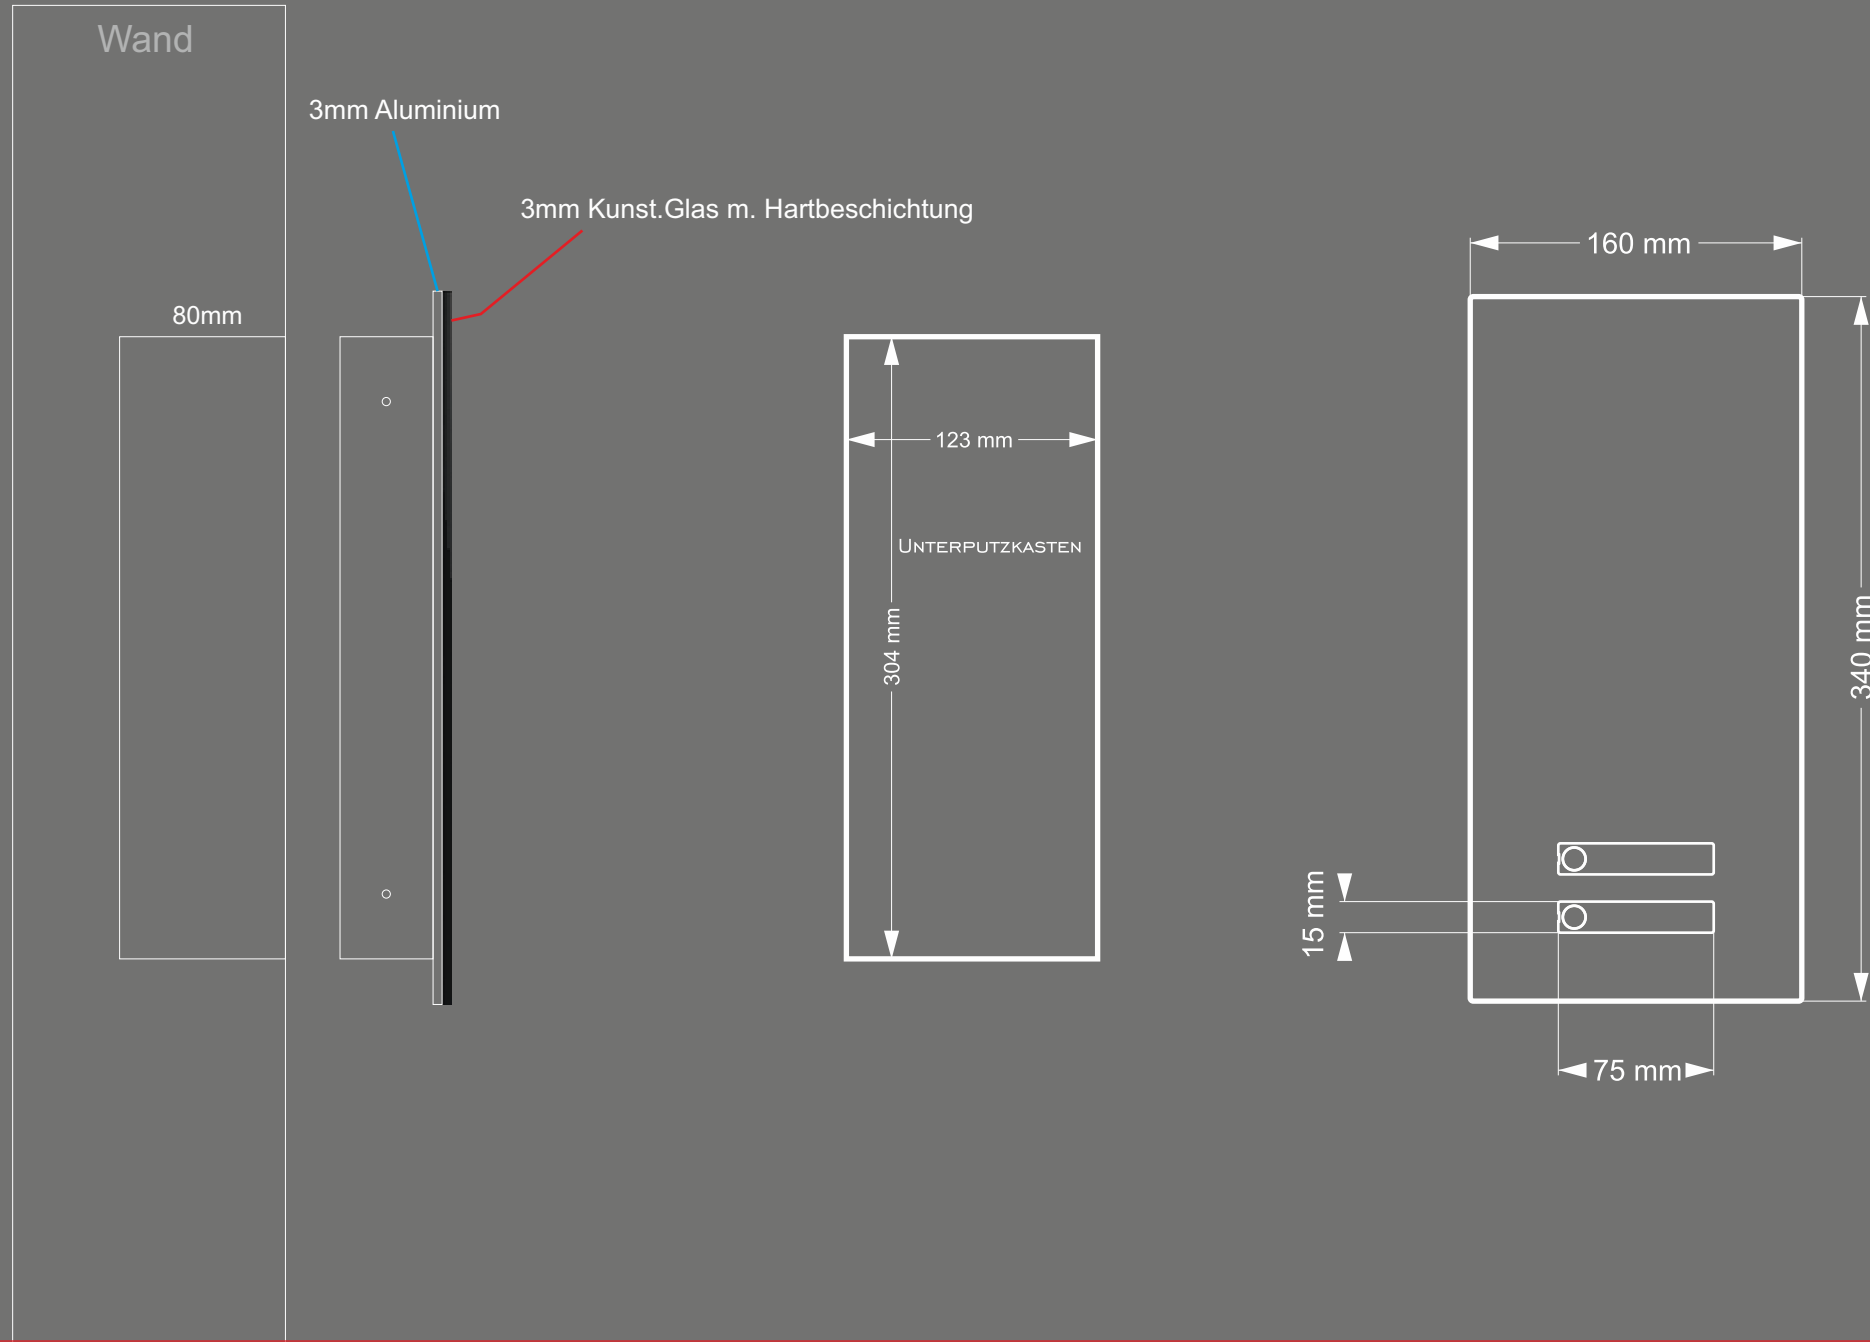 Wand
3mm Aluminium
3mm Kunst.Glas m. Hartbeschichtung
160 mm
80mm
123 mm
UNTERPUTZKASTEN
304 mm
340 mm
15 mm
75 mm